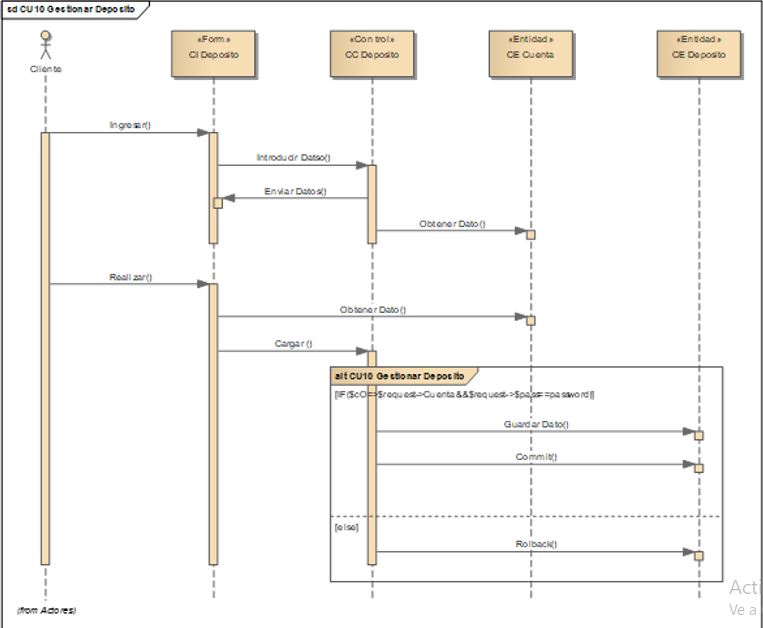 sd CU10 Gestionar Deposito
Cliente
«Form»
CI Deposito
«Control»
CC Deposito
«Entidad»
CE Cuenta
«Entidad»
CE Deposito
Ingresar()
Introducir Datso()
Enviar Datos()
Obtener Dato()
Realizar()
Obtener Dato()
Cargar ()
alt CU10 Gestionar Deposito
[IF($cO=>$request->Cuenta&&$request->$pass==password)]
Guardar Dato()
Commit()
[else]
Rolback()
(from Actores)
Acti
Ve a